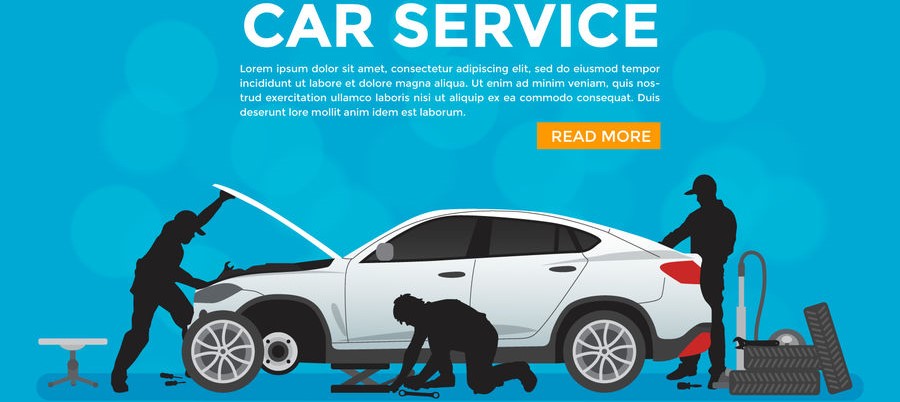 CAR SERVICE
Lorem ipsum dolor sit amet, consectetur adipiscing elit, sed do eiusmod tempor
incididunt ut labore et dolore magna aliqua. Ut enim ad minim veniam, quis nos-
trud exercitation ullamco laboris nisi ut aliquip ex ea commodo consequat. Duis
deserunt lore mollit anim idem est laborum.
READ MORE